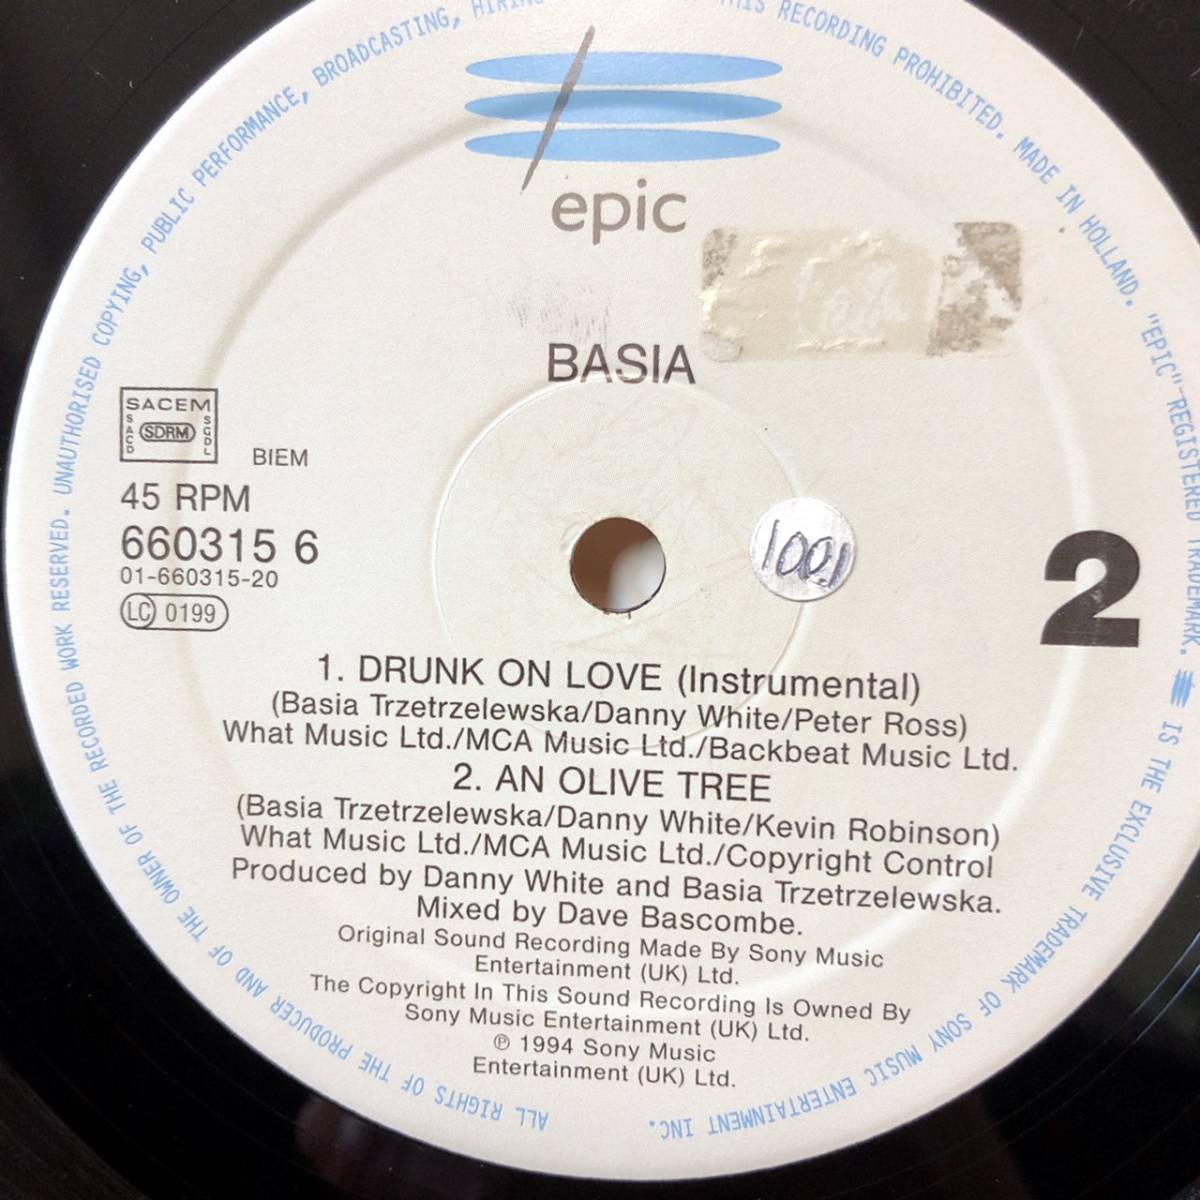 ALL RIGHTS OF THE PRODUCER AND OF THE OWNER OF THE RECORDED WORK RESERVED. UNAUTHORISED COPYING, PUBLIC PERFORMANCE, BROADCASTING, THIS RECORDING PROHIBITED. MADE IN HOLLAND. "EPIC" REGISTERED TRADEMARK. IS THE EXCLUSIVE TRADEMARK OF SONY MUSIC ENTERTAINMENT INC.
epic
BASIA
SACEM
SACD SDRM SGDL
BIEM
45 RPM
660315 6
01-660315-20
LC 0199
1001
2
1. DRUNK ON LOVE (Instrumental)
(Basia Trzetrzelewska/Danny White/Peter Ross)
What Music Ltd./MCA Music Ltd./Backbeat Music Ltd.
2. AN OLIVE TREE
(Basia Trzetrzelewska/Danny White/Kevin Robinson)
What Music Ltd./MCA Music Ltd./Copyright Control
Produced by Danny White and Basia Trzetrzelewska.
Mixed by Dave Bascombe.
Original Sound Recording Made By Sony Music
Entertainment (UK) Ltd.
The Copyright In This Sound Recording Is Owned By
Sony Music Entertainment (UK) Ltd.
℗ 1994 Sony Music
Entertainment (UK) Ltd.